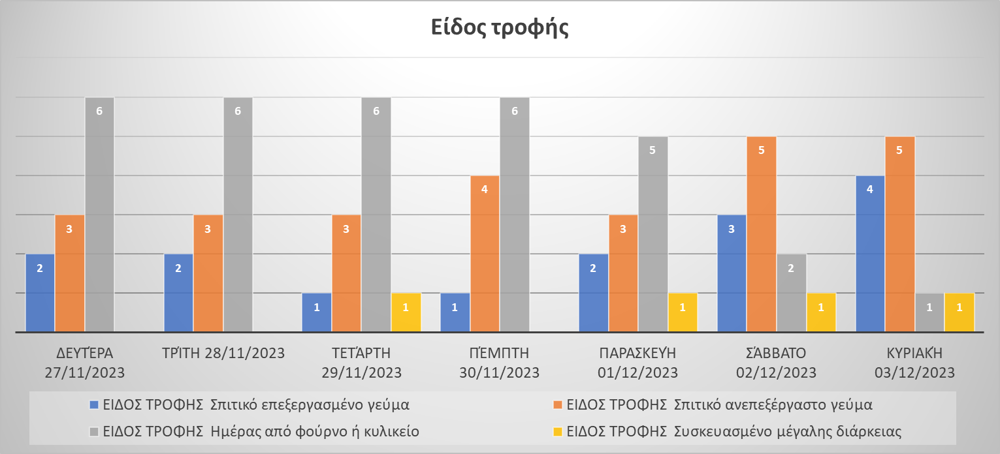 Είδος τροφής
6 6 6 6
5 5 5
4 4
3 3 3 3 3
2 2 2 2
1 1 1 1 1 1 1
ΔΕΥΤΈΡΑ ΤΡΊΤΗ 28/11/2023 ΤΕΤΆΡΤΗ ΠΈΜΠΤΗ ΠΑΡΑΣΚΕΥΉ ΣΆΒΒΑΤΟ ΚΥΡΙΑΚΉ
27/11/2023 29/11/2023 30/11/2023 01/12/2023 02/12/2023 03/12/2023
ΕΙΔΟΣ ΤΡΟΦΗΣ Σπιτικό επεξεργασμένο γεύμα ΕΙΔΟΣ ΤΡΟΦΗΣ Σπιτικό ανεπεξέργαστο γεύμα
ΕΙΔΟΣ ΤΡΟΦΗΣ Ημέρας από φούρνο ή κυλικείο ΕΙΔΟΣ ΤΡΟΦΗΣ Συσκευασμένο μέγαλης διάρκειας